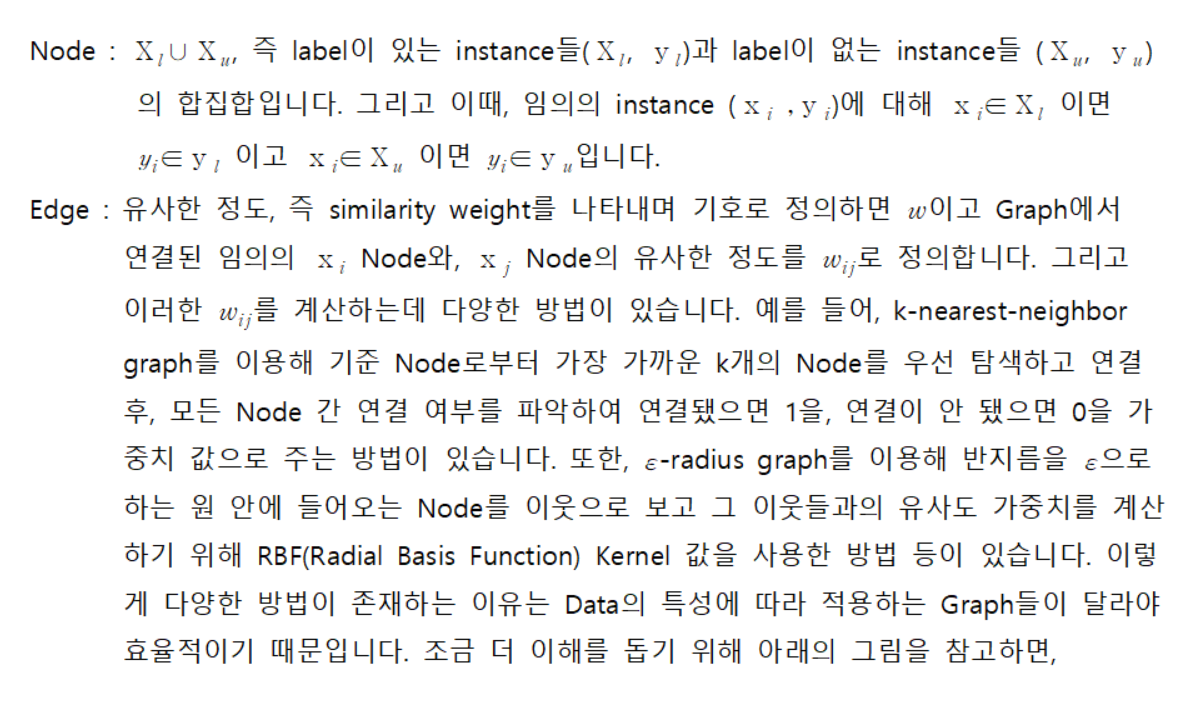 Node : X_l ∪ X_u, 즉 label이 있는 instance들(X_l, y_l)과 label이 없는 instance들 (X_u, y_u)
의 합집합입니다. 그리고 이때, 임의의 instance (x_i , y_i)에 대해 x_i∈X_l 이면
y_i∈y_l 이고 x_i∈X_u 이면 y_i∈y_u입니다.
Edge : 유사한 정도, 즉 similarity weight를 나타내며 기호로 정의하면 w이고 Graph에서
연결된 임의의 x_i Node와, x_j Node의 유사한 정도를 w_ij로 정의합니다. 그리고
이러한 w_ij를 계산하는데 다양한 방법이 있습니다. 예를 들어, k-nearest-neighbor
graph를 이용해 기준 Node로부터 가장 가까운 k개의 Node를 우선 탐색하고 연결
후, 모든 Node 간 연결 여부를 파악하여 연결됐으면 1을, 연결이 안 됐으면 0을 가
중치 값으로 주는 방법이 있습니다. 또한, ε-radius graph를 이용해 반지름을 ε으로
하는 원 안에 들어오는 Node를 이웃으로 보고 그 이웃들과의 유사도 가중치를 계산
하기 위해 RBF(Radial Basis Function) Kernel 값을 사용한 방법 등이 있습니다. 이렇
게 다양한 방법이 존재하는 이유는 Data의 특성에 따라 적용하는 Graph들이 달라야
효율적이기 때문입니다. 조금 더 이해를 돕기 위해 아래의 그림을 참고하면,